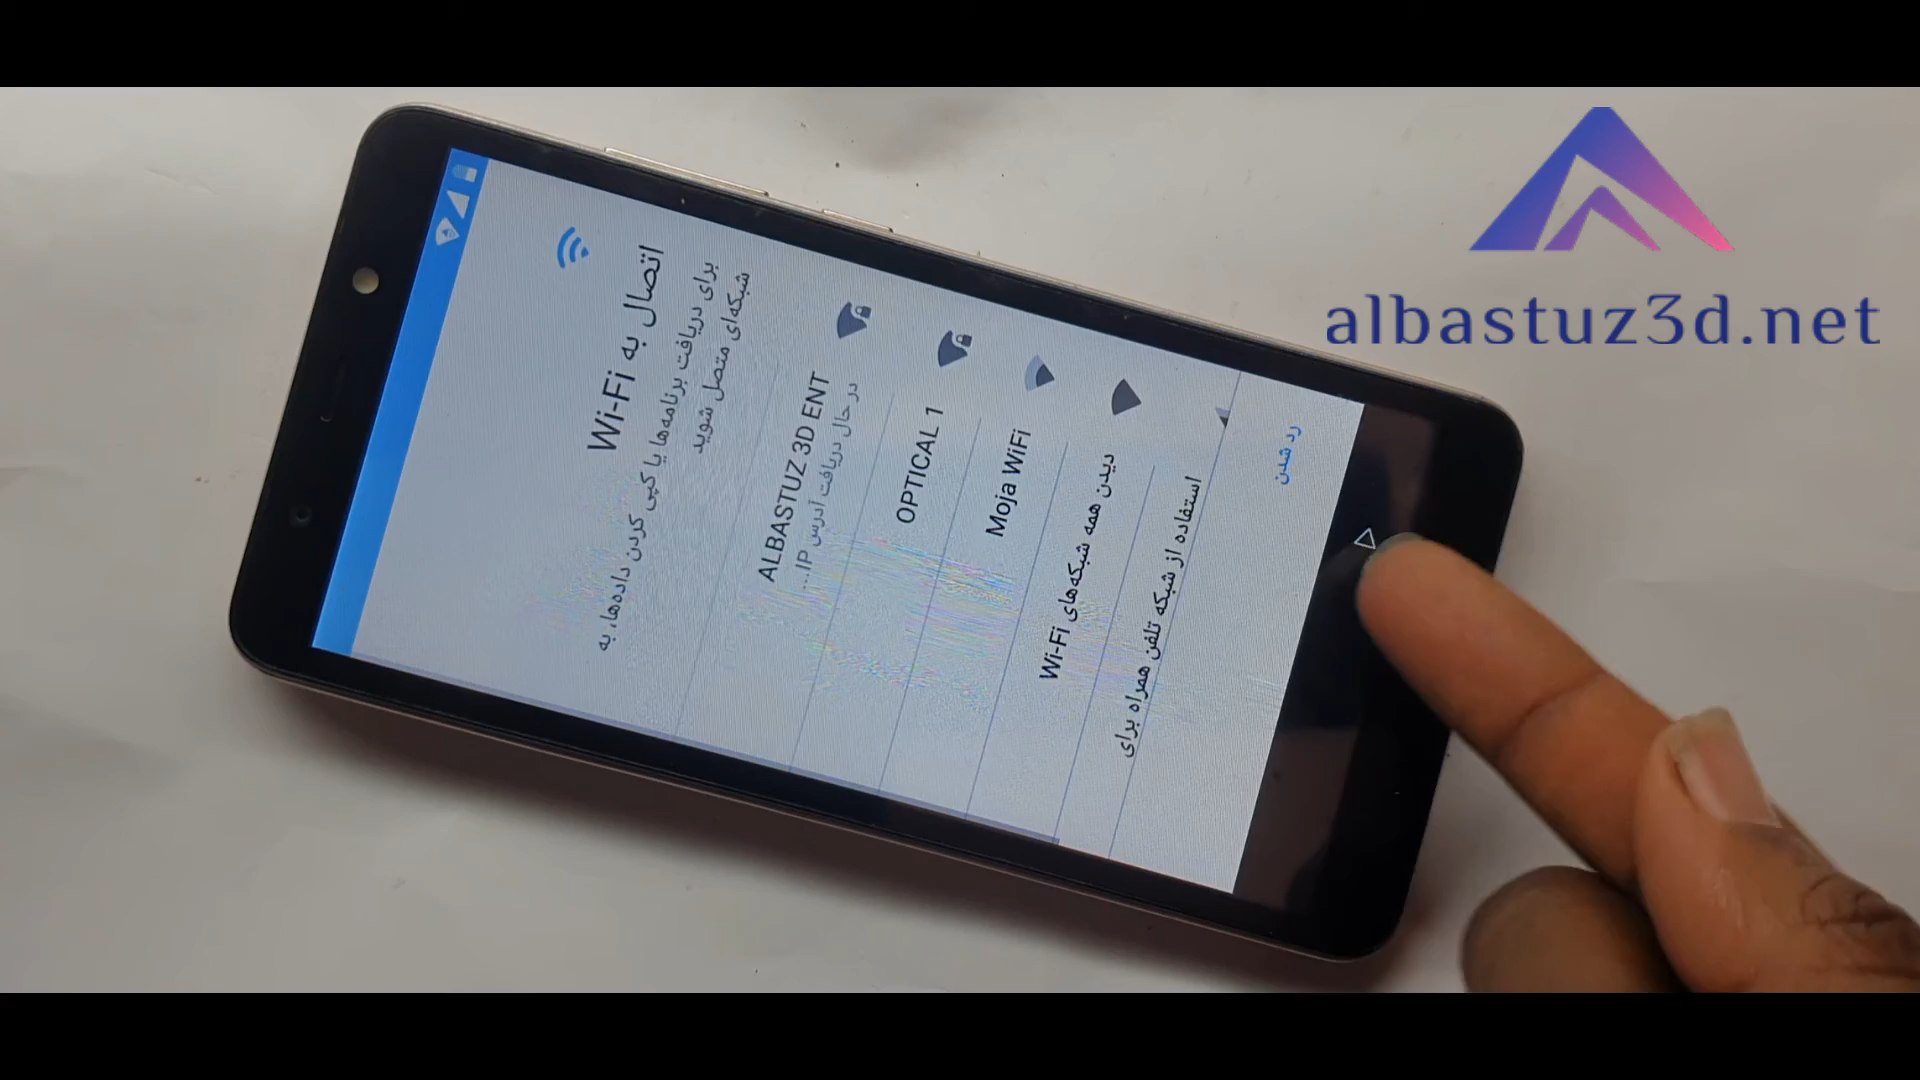 اتصال به Wi-Fi
برای دریافت برنامه‌ها یا کپی کردن داده‌ها، به
شبکه‌ای متصل شوید
ALBASTUZ 3D ENT
در حال دریافت آدرس IP...
OPTICAL 1
Moja WiFi
دیدن همه شبکه‌های Wi-Fi
استفاده از شبکه تلفن همراه برای
رد شدن
albastuz3d.net